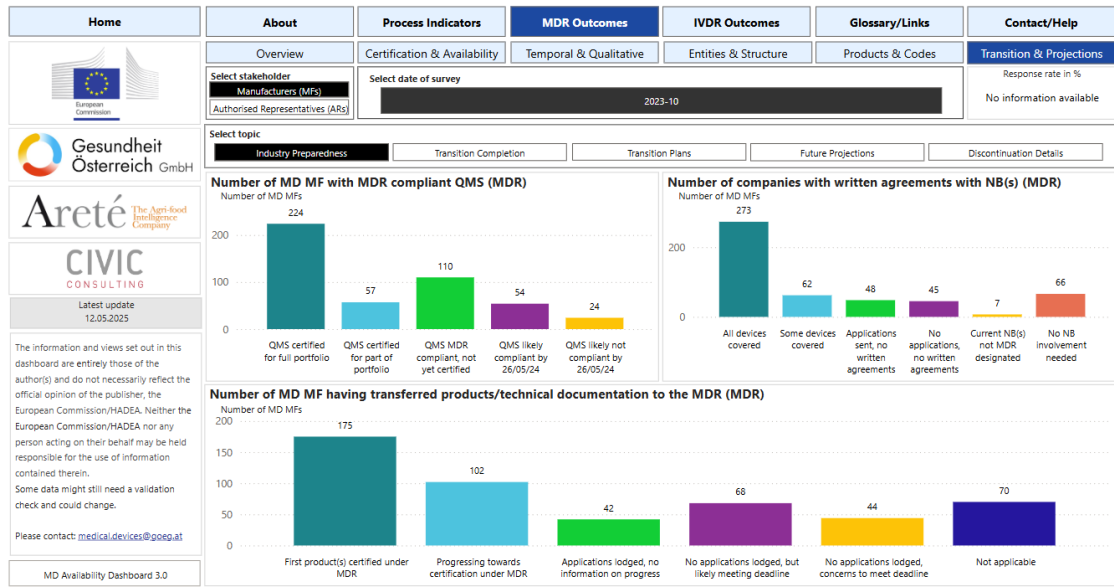 Home
About
Process Indicators
MDR Outcomes
IVDR Outcomes
Glossary/Links
Contact/Help
Overview
Certification & Availability
Temporal & Qualitative
Entities & Structure
Products & Codes
Transition & Projections
European
Commission
Gesundheit
Österreich GmbH
Areté The Agri-food
Intelligence
Company
CIVIC
CONSULTING
Latest update
12.05.2025
The information and views set out in this
dashboard are entirely those of the
author(s) and do not necessarily reflect the
official opinion of the publisher, the
European Commission/HADEA. Neither the
European Commission/HADEA nor any
person acting on their behalf may be held
responsible for the use of information
contained therein.
Some data might still need a validation
check and could change.
Please contact: medical.devices@goeg.at
MD Availability Dashboard 3.0
Select stakeholder
Manufacturers (MFs)
Authorised Representatives (ARs)
Select date of survey
2023-10
Response rate in %
No information available
Select topic
Industry Preparedness
Transition Completion
Transition Plans
Future Projections
Discontinuation Details
Number of MD MF with MDR compliant QMS (MDR)
Number of MD MFs
200
100
0
224
57
110
54
24
QMS certified
for full portfolio
QMS certified
for part of
portfolio
QMS MDR
compliant, not
yet certified
QMS likely
compliant by
26/05/24
QMS likely not
compliant by
26/05/24
Number of companies with written agreements with NB(s) (MDR)
Number of MD MFs
200
100
0
273
62
48
45
7
66
All devices
covered
Some devices
covered
Applications
sent, no
written
agreements
No
applications,
no written
agreements
Current NB(s)
not MDR
designated
No NB
involvement
needed
Number of MD MF having transferred products/technical documentation to the MDR (MDR)
Number of MD MFs
200
150
100
50
0
175
102
42
68
44
70
First product(s) certified under
MDR
Progressing towards
certification under MDR
Applications lodged, no
information on progress
No applications lodged, but
likely meeting deadline
No applications lodged,
concerns to meet deadline
Not applicable